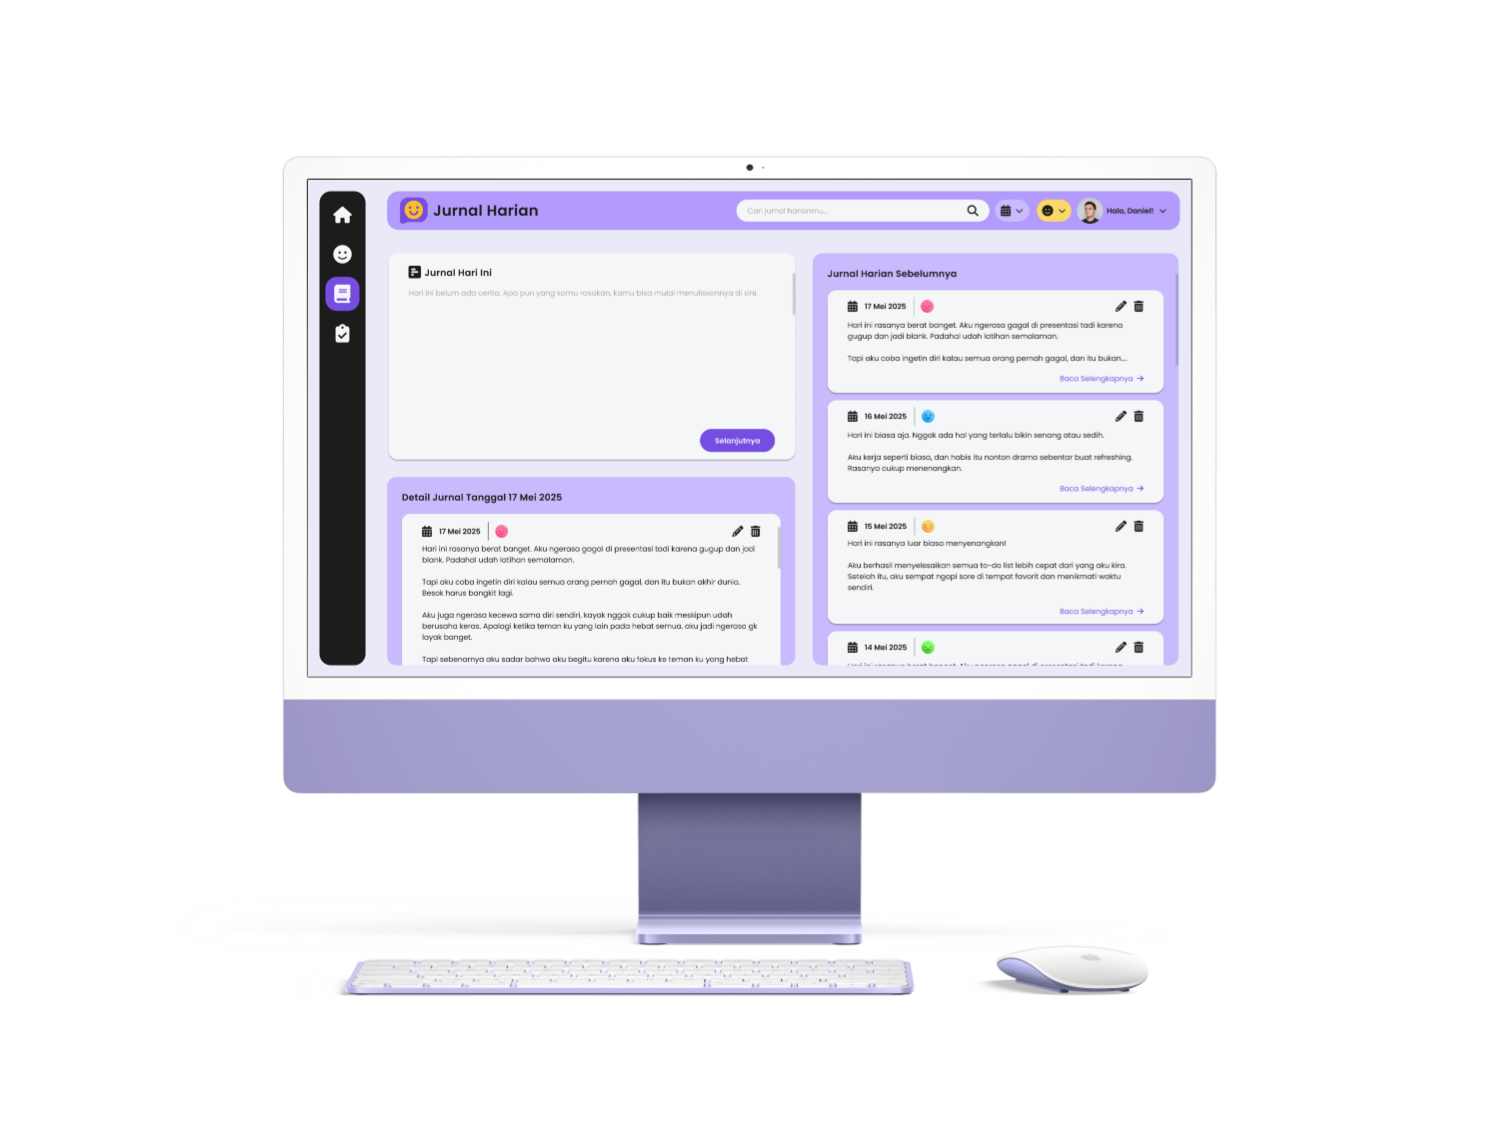 Jurnal Harian
Cari jurnal harianmu...
Halo, Daniel!
Jurnal Hari Ini
Hari ini belum ada cerita. Apa pun yang kamu rasakan, kamu bisa mulai menuliskannya di sini.
Selanjutnya
Detail Jurnal Tanggal 17 Mei 2025
17 Mei 2025
Hari ini rasanya berat banget. Aku ngerasa gagal di presentasi tadi karena gugup dan jadi
blank. Padahal udah latihan semalaman.
Tapi aku coba ingetin diri kalau semua orang pernah gagal, dan itu bukan akhir dunia.
Besok harus bangkit lagi.
Aku juga ngerasa kecewa sama diri sendiri, kayak nggak cukup baik meskipun udah
berusaha keras. Apalagi ketika teman ku yang lain pada hebat semua, aku jadi ngerasa gk
layak banget.
Tapi sebenarnya aku sadar bahwa aku begitu karena aku fokus ke teman ku yang hebat
Jurnal Harian Sebelumnya
17 Mei 2025
Hari ini rasanya berat banget. Aku ngerasa gagal di presentasi tadi karena
gugup dan jadi blank. Padahal udah latihan semalaman.
Tapi aku coba ingetin diri kalau semua orang pernah gagal, dan itu bukan...
Baca Selengkapnya →
16 Mei 2025
Hari ini biasa aja. Nggak ada hal yang terlalu bikin senang atau sedih.
Aku kerja seperti biasa, dan habis itu nonton drama sebentar buat refreshing.
Rasanya cukup menenangkan.
Baca Selengkapnya →
15 Mei 2025
Hari ini rasanya luar biasa menyenangkan!
Aku berhasil menyelesaikan semua to-do list lebih cepat dari yang aku kira.
Setelah itu, aku sempat ngopi sore di tempat favorit dan menikmati waktu
sendiri.
Baca Selengkapnya →
14 Mei 2025
Hari ini rasanya berat banget. Aku ngerasa gagal di presentasi tadi karena